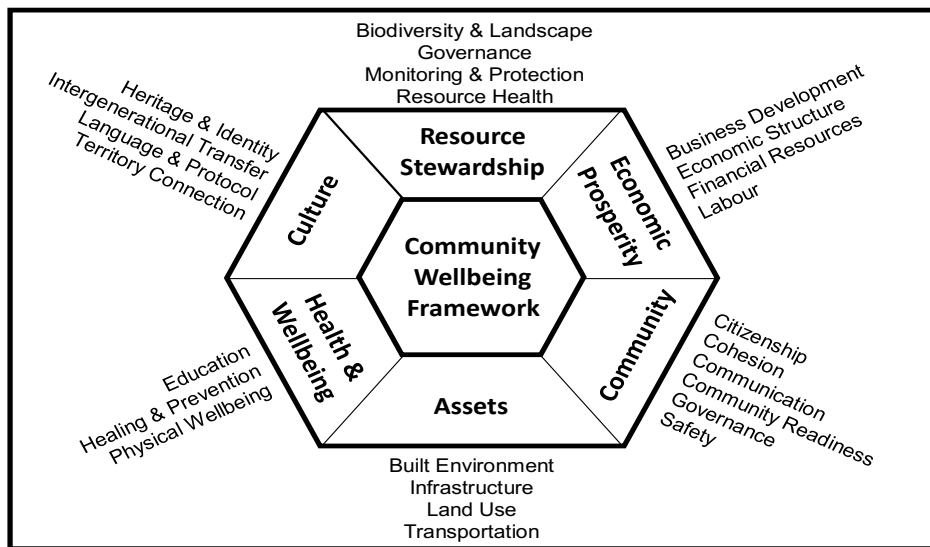 Biodiversity & Landscape
Governance
Monitoring & Protection
Resource Health
Heritage & Identity
Intergenerational Transfer
Language & Protocol
Territory Connection
Business Development
Economic Structure
Financial Resources
Labour
Resource
Stewardship
Culture
Economic
Prosperity
Community
Wellbeing
Framework
Health &
Wellbeing
Community
Assets
Education
Healing & Prevention
Physical Wellbeing
Citizenship
Cohesion
Communication
Community Readiness
Governance
Safety
Built Environment
Infrastructure
Land Use
Transportation